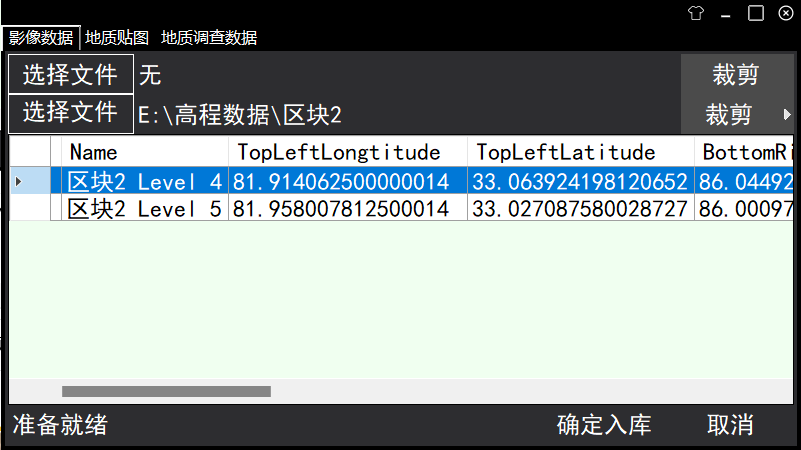 影像数据 地质贴图 地质调查数据
选择文件 无 裁剪
选择文件 E:\高程数据\区块2 裁剪
Name TopLeftLongtitude TopLeftLatitude BottomRi
区块2 Level 4 81.914062500000014 33.063924198120652 86.04492
区块2 Level 5 81.958007812500014 33.027087580028727 86.00097
准备就绪 确定入库 取消